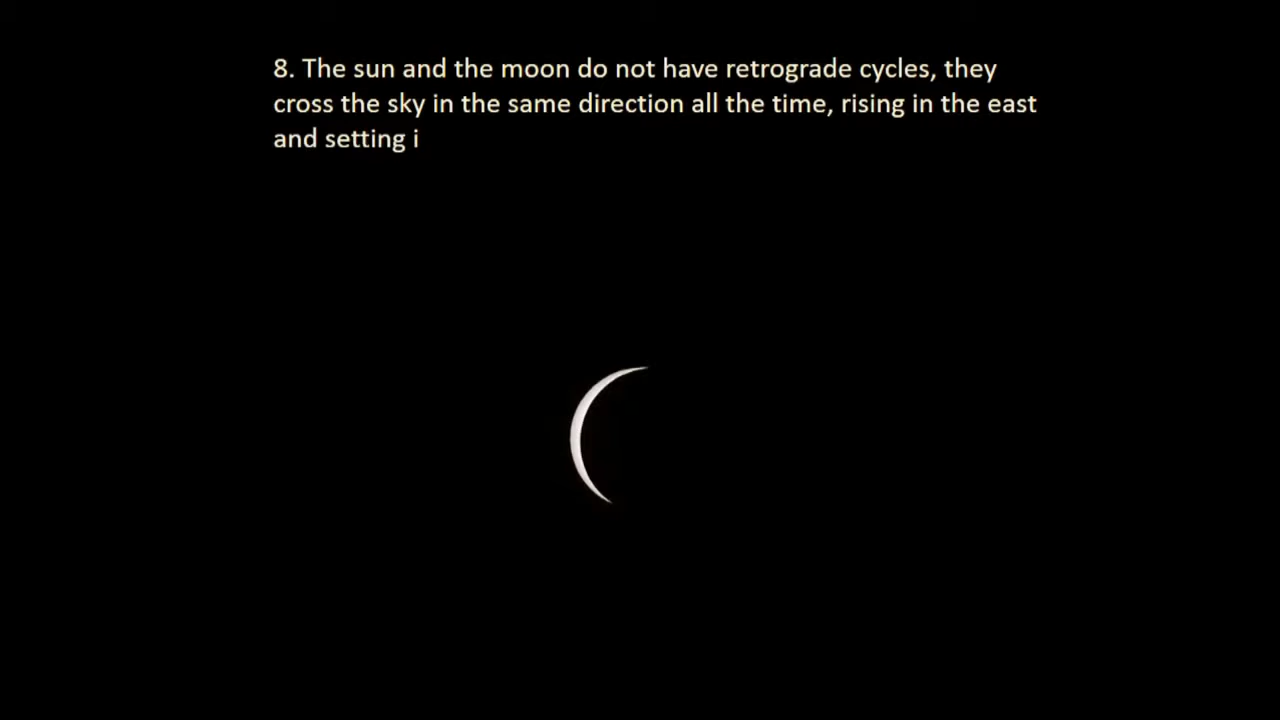 8. The sun and the moon do not have retrograde cycles, they
cross the sky in the same direction all the time, rising in the east
and setting i